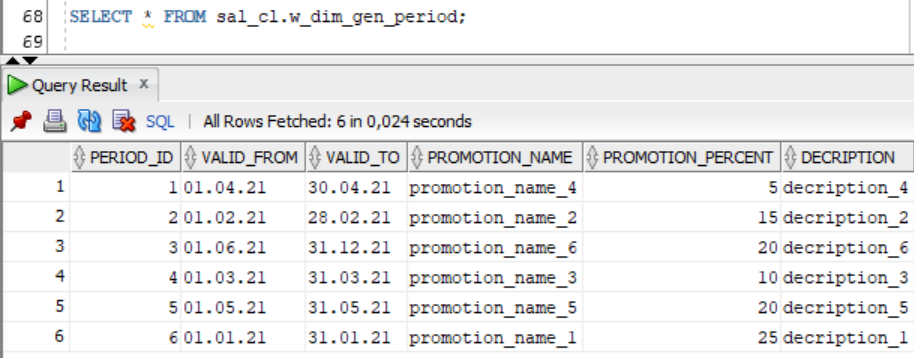 68 SELECT * FROM sal_cl.w_dim_gen_period;
69
Query Result x
SQL | All Rows Fetched: 6 in 0,024 seconds
PERIOD_ID VALID_FROM VALID_TO PROMOTION_NAME PROMOTION_PERCENT DECRIPTION
1 1 01.04.21 30.04.21 promotion_name_4 5 decription_4
2 2 01.02.21 28.02.21 promotion_name_2 15 decription_2
3 3 01.06.21 31.12.21 promotion_name_6 20 decription_6
4 4 01.03.21 31.03.21 promotion_name_3 10 decription_3
5 5 01.05.21 31.05.21 promotion_name_5 20 decription_5
6 6 01.01.21 31.01.21 promotion_name_1 25 decription_1